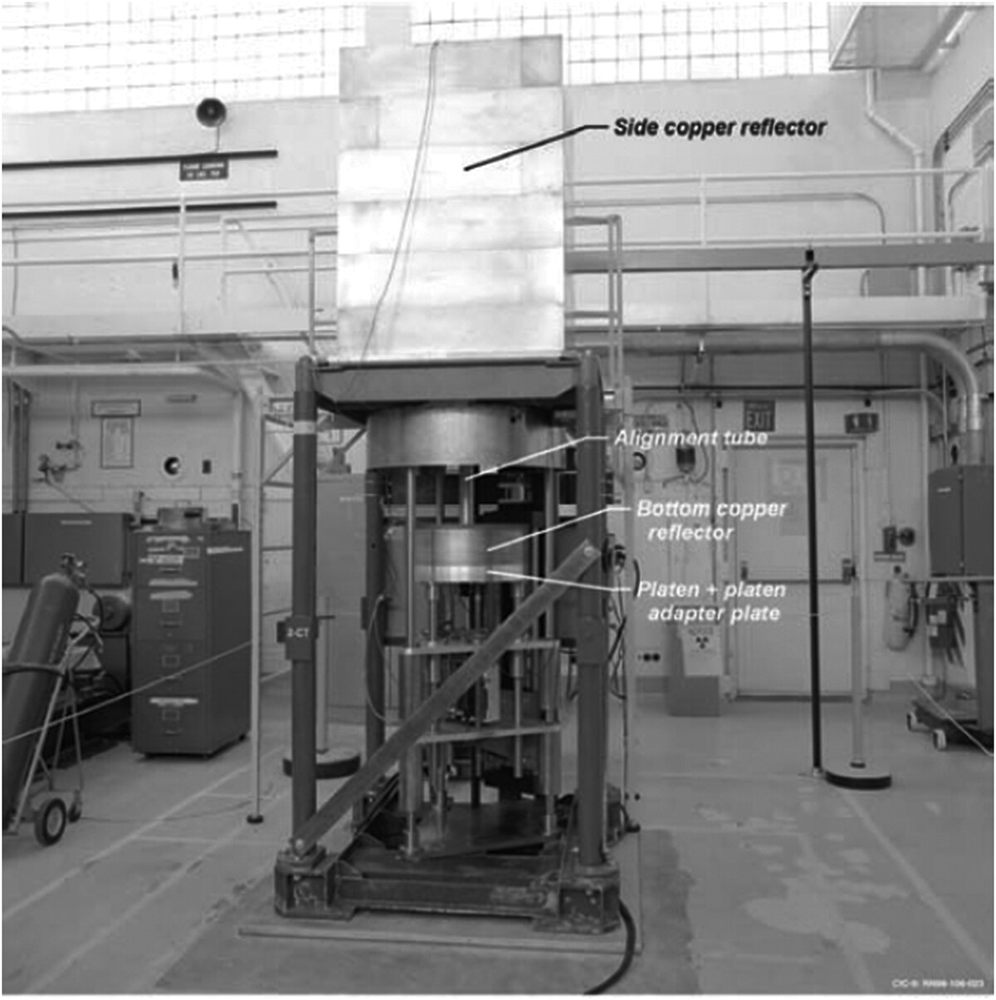 Side copper reflector
EXIT
Alignment tube
Bottom copper
reflector
Platen + platen
adapter plate
2-CT